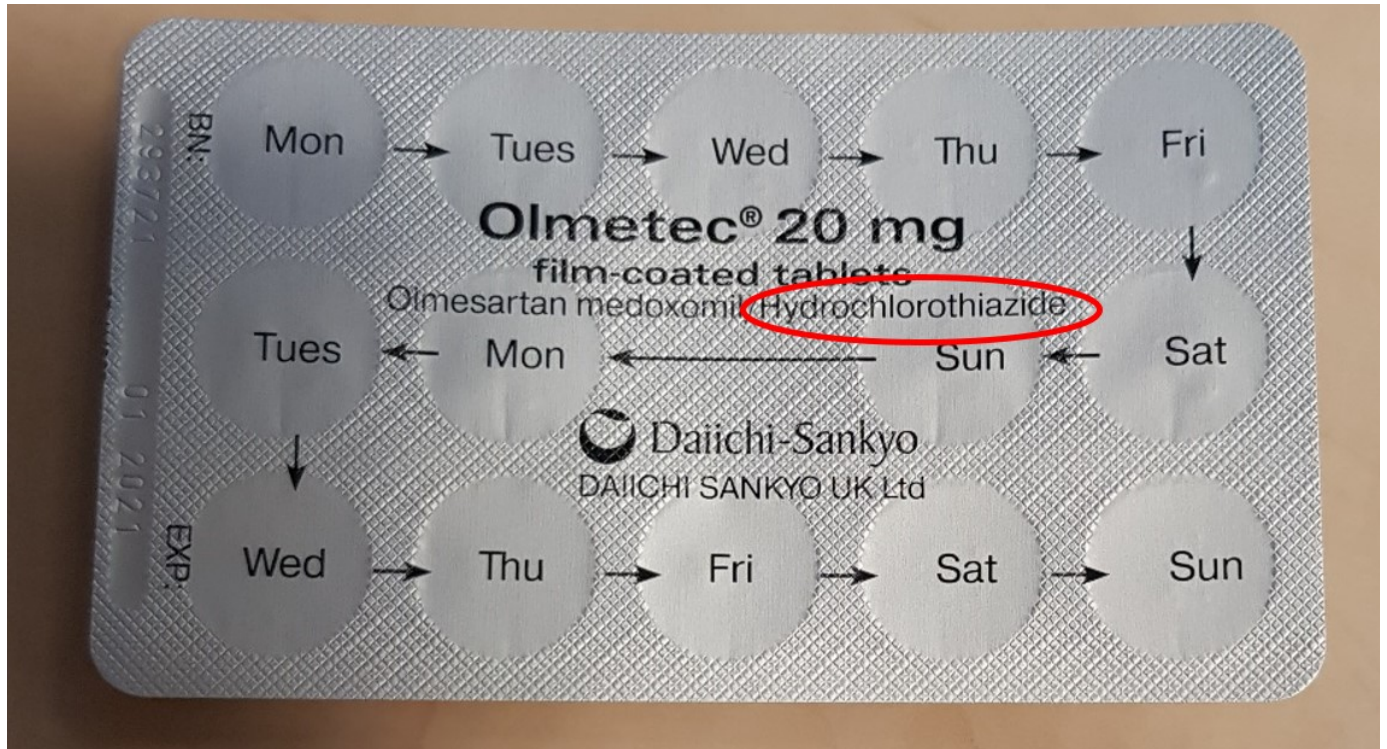 BN:
293721
Mon Tues Wed Thu Fri
Olmetec® 20 mg
film-coated tablets
Olmesartan medoxomil/Hydrochlorothiazide
Tues Mon Sun Sat
Daiichi-Sankyo
DAIICHI SANKYO UK Ltd
01 2021
EXP:
Wed Thu Fri Sat Sun